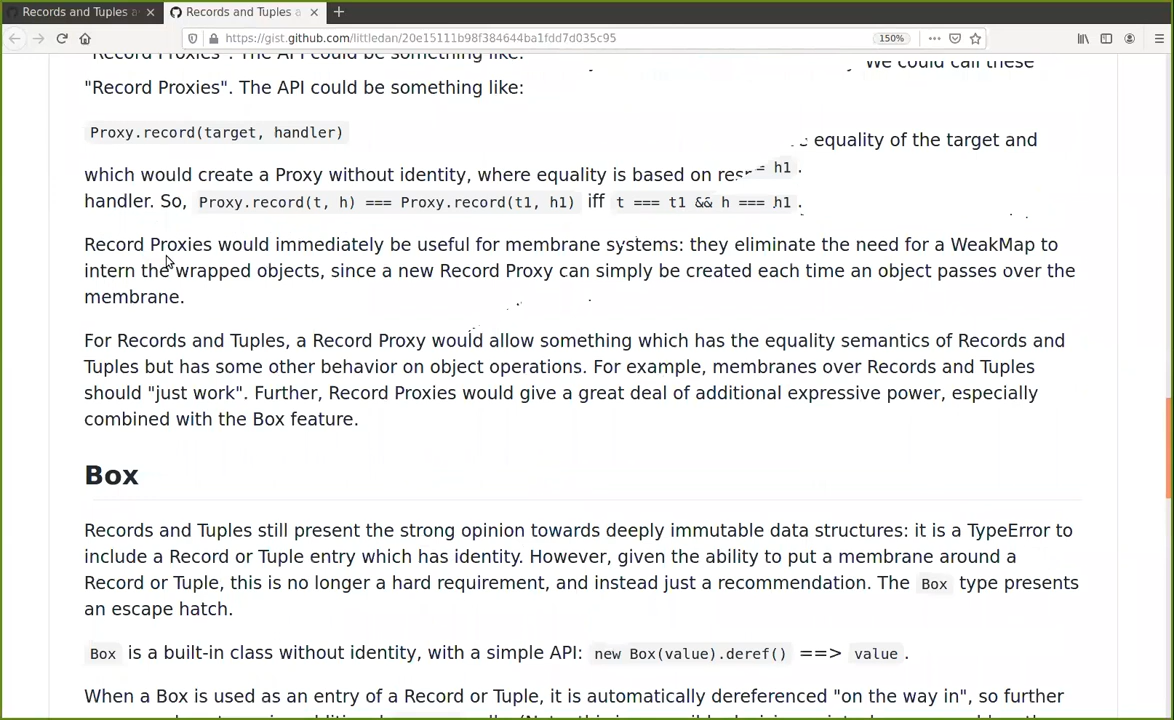 Records and Tuples a
Records and Tuples a
https://gist.github.com/littledan/20e15111b98f384644ba1fdd7d035c95
150%
"Record Proxies". The API could be something like:
We could call these
"Record Proxies". The API could be something like:
Proxy.record(target, handler)
equality of the target and
which would create a Proxy without identity, where equality is based on
= h1 .
handler. So, Proxy.record(t, h) === Proxy.record(t1, h1) iff t === t1 && h === h1 .
Record Proxies would immediately be useful for membrane systems: they eliminate the need for a WeakMap to
intern the wrapped objects, since a new Record Proxy can simply be created each time an object passes over the
membrane.
For Records and Tuples, a Record Proxy would allow something which has the equality semantics of Records and
Tuples but has some other behavior on object operations. For example, membranes over Records and Tuples
should "just work". Further, Record Proxies would give a great deal of additional expressive power, especially
combined with the Box feature.
Box
Records and Tuples still present the strong opinion towards deeply immutable data structures: it is a TypeError to
include a Record or Tuple entry which has identity. However, given the ability to put a membrane around a
Record or Tuple, this is no longer a hard requirement, and instead just a recommendation. The Box type presents
an escape hatch.
Box is a built-in class without identity, with a simple API: new Box(value).deref() ==> value .
When a Box is used as an entry of a Record or Tuple, it is automatically dereferenced "on the way in", so further